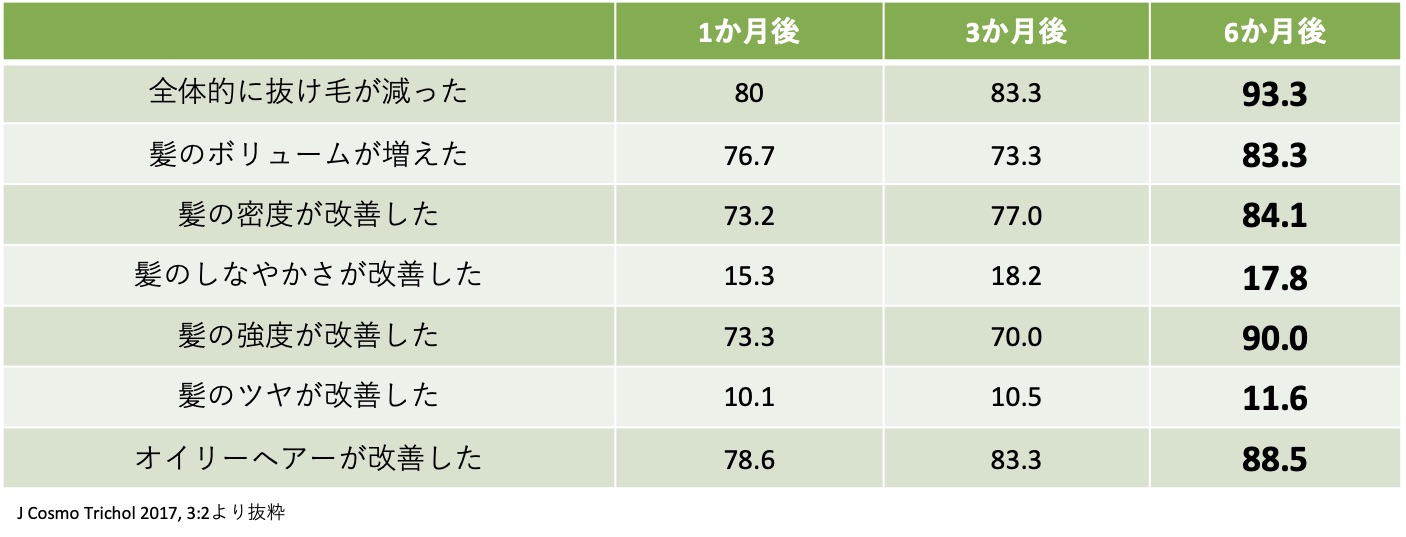 1か月後 3か月後 6か月後
全体的に抜け毛が減った 80 83.3 93.3
髪のボリュームが増えた 76.7 73.3 83.3
髪の密度が改善した 73.2 77.0 84.1
髪のしなやかさが改善した 15.3 18.2 17.8
髪の強度が改善した 73.3 70.0 90.0
髪のツヤが改善した 10.1 10.5 11.6
オイリーヘアーが改善した 78.6 83.3 88.5
J Cosmo Trichol 2017, 3:2より抜粋